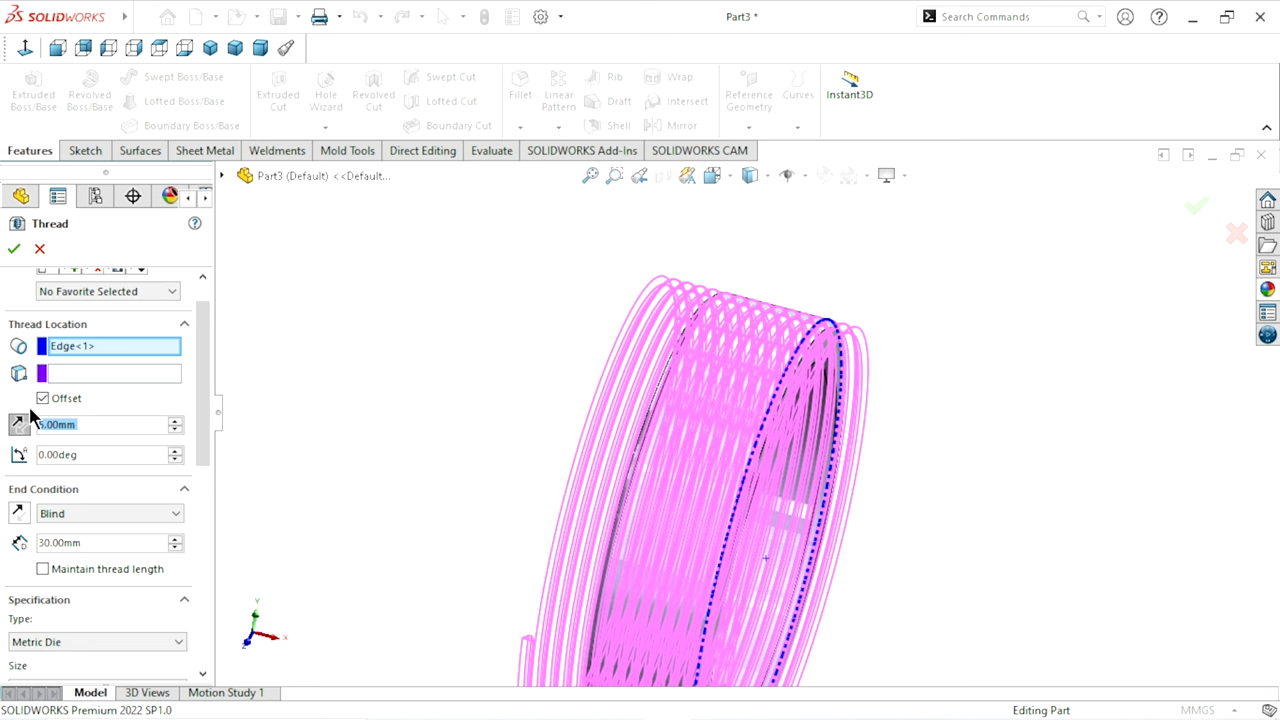 SOLIDWORKS
Part3 *
Search Commands
Extruded Boss/Base
Revolved Boss/Base
Swept Boss/Base
Lofted Boss/Base
Boundary Boss/Base
Extruded Cut
Hole Wizard
Revolved Cut
Swept Cut
Lofted Cut
Boundary Cut
Fillet
Linear Pattern
Rib
Draft
Shell
Wrap
Intersect
Mirror
Reference Geometry
Curves
Instant3D
Features
Sketch
Surfaces
Sheet Metal
Weldments
Mold Tools
Direct Editing
Evaluate
SOLIDWORKS Add-Ins
SOLIDWORKS CAM
Part3 (Default) <<Default...
Thread
No Favorite Selected
Thread Location
Edge<1>
Offset
5.00mm
0.00deg
End Condition
Blind
30.00mm
Maintain thread length
Specification
Type:
Metric Die
Size
Y
X
Z
Model
3D Views
Motion Study 1
SOLIDWORKS Premium 2022 SP1.0
Editing Part
MMGS